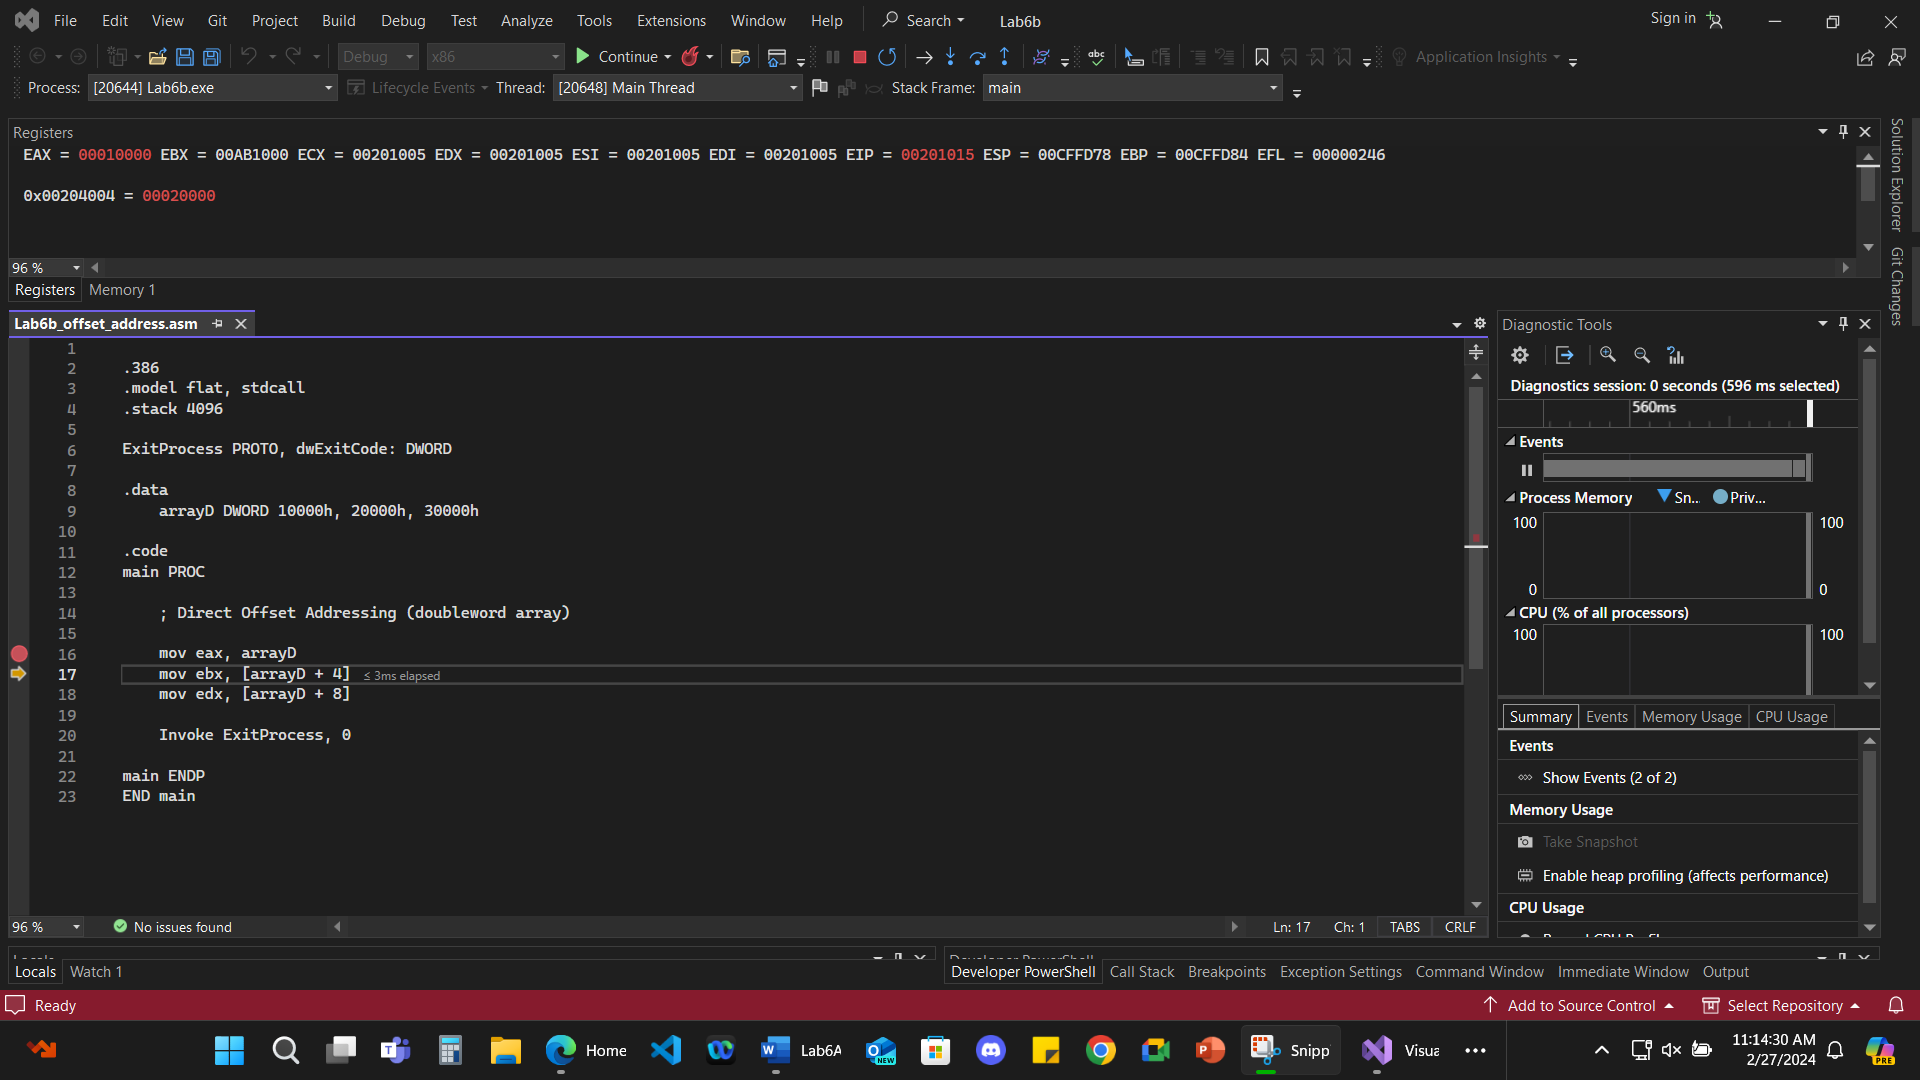 File Edit View Git Project Build Debug Test Analyze Tools Extensions Window Help Search Lab6b Sign in
Debug x86 Continue Application Insights
Process: [20644] Lab6b.exe Lifecycle Events Thread: [20648] Main Thread Stack Frame: main
Registers
EAX = 00010000 EBX = 00AB1000 ECX = 00201005 EDX = 00201005 ESI = 00201005 EDI = 00201005 EIP = 00201015 ESP = 00CFFD78 EBP = 00CFFD84 EFL = 00000246
0x00204004 = 00020000
96 %
Registers Memory 1
Solution Explorer
Git Changes
Lab6b_offset_address.asm
1
2 .386
3 .model flat, stdcall
4 .stack 4096
5
6 ExitProcess PROTO, dwExitCode: DWORD
7
8 .data
9 arrayD DWORD 10000h, 20000h, 30000h
10
11 .code
12 main PROC
13
14 ; Direct Offset Addressing (doubleword array)
15
16 mov eax, arrayD
17 mov ebx, [arrayD + 4] ≤ 3ms elapsed
18 mov edx, [arrayD + 8]
19
20 Invoke ExitProcess, 0
21
22 main ENDP
23 END main
96 % No issues found Ln: 17 Ch: 1 TABS CRLF
Diagnostic Tools
Diagnostics session: 0 seconds (596 ms selected)
560ms
Events
Process Memory Sn... Priv...
100 100
0 0
CPU (% of all processors)
100 100
Summary Events Memory Usage CPU Usage
Events
Show Events (2 of 2)
Memory Usage
Take Snapshot
Enable heap profiling (affects performance)
CPU Usage
Locals Watch 1
Developer PowerShell Call Stack Breakpoints Exception Settings Command Window Immediate Window Output
Ready Add to Source Control Select Repository
Home Lab6A Snipp Visua
11:14:30 AM
2/27/2024
PRE